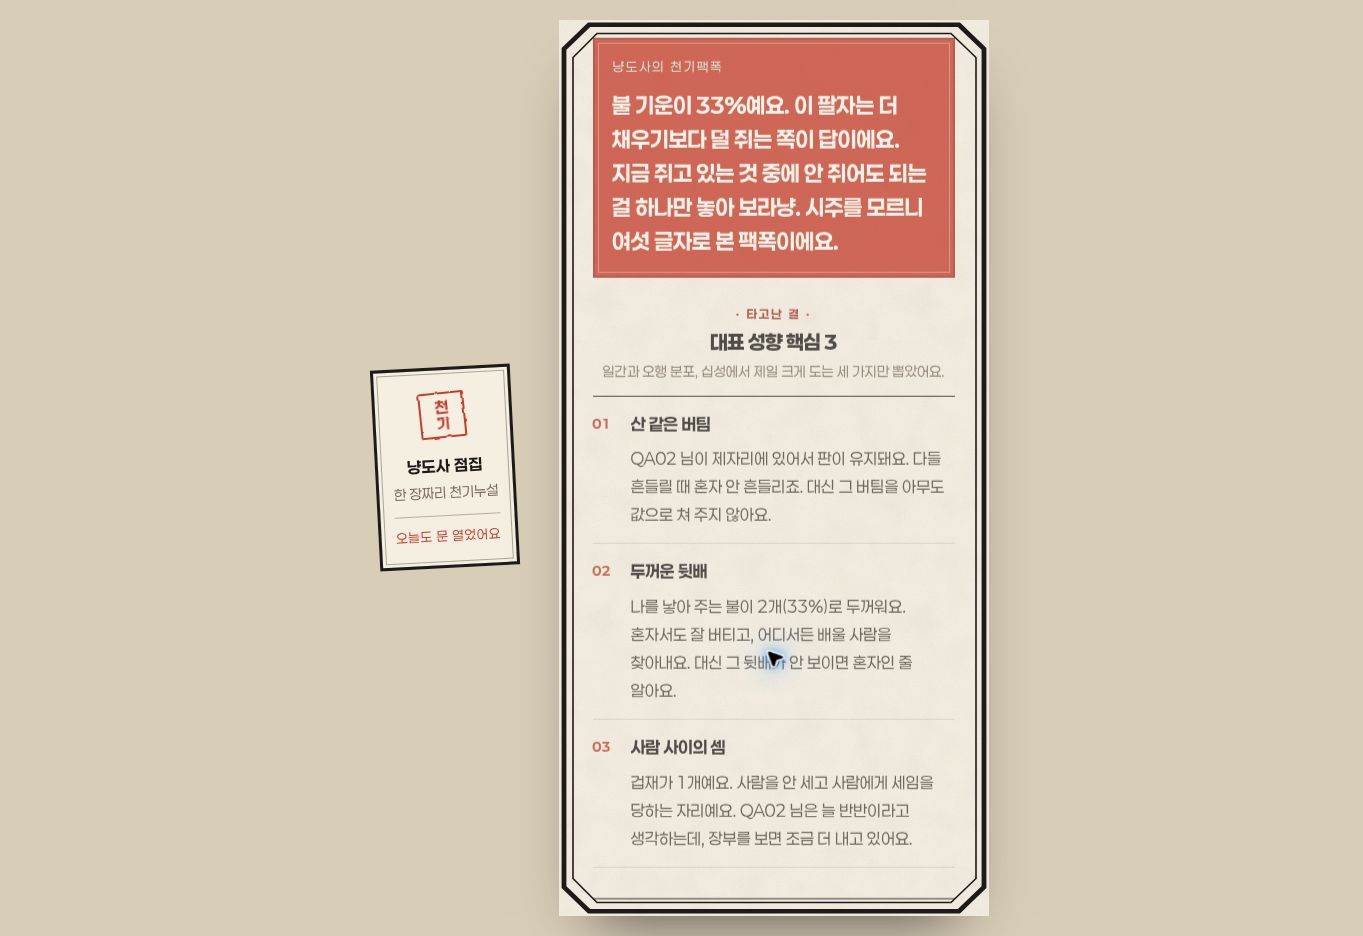 냥도사의 천기팩폭
불 기운이 33%예요. 이 팔자는 더
채우기보다 덜 쥐는 쪽이 답이에요.
지금 쥐고 있는 것 중에 안 쥐어도 되는
걸 하나만 놓아 보라냥. 시주를 모르니
여섯 글자로 본 팩폭이에요.
· 타고난 결 ·
대표 성향 핵심 3
일간과 오행 분포, 십성에서 제일 크게 도는 세 가지만 뽑았어요.
01 산 같은 버팀
QA02 님이 제자리에 있어서 판이 유지돼요. 다들
흔들릴 때 혼자 안 흔들리죠. 대신 그 버팀을 아무도
값으로 쳐 주지 않아요.
02 두꺼운 뒷배
나를 낳아 주는 불이 2개(33%)로 두꺼워요.
혼자서도 잘 버티고, 어디서든 배울 사람을
찾아내요. 대신 그 안 보이면 혼자인 줄
알아요.
03 사람 사이의 셈
겁재가 1개예요. 사람을 안 세고 사람에게 세임을
당하는 자리예요. QA02 님은 늘 반반이라고
생각하는데, 장부를 보면 조금 더 내고 있어요.
천
기
냥도사 점집
한 장짜리 천기누설
오늘도 문 열었어요